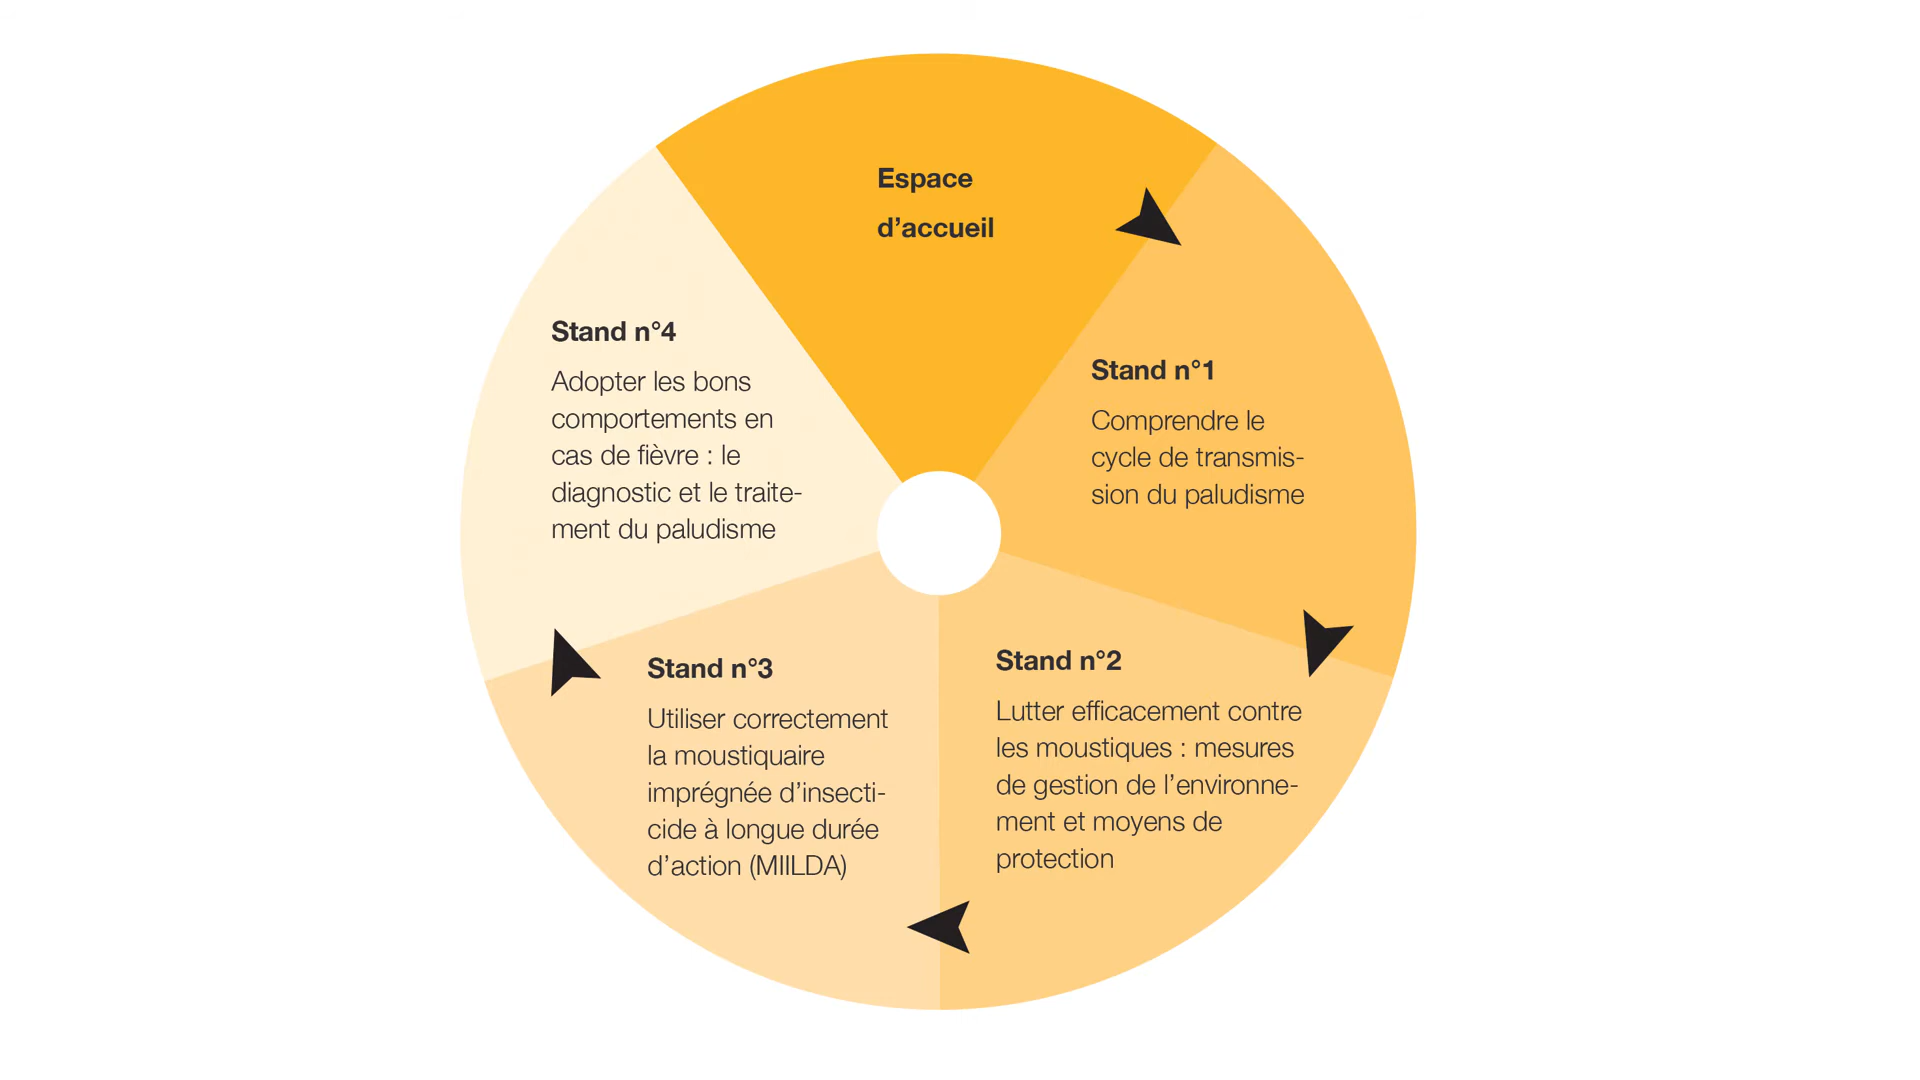 Espace
d’accueil
Stand n°1
Comprendre le
cycle de transmis-
sion du paludisme
Stand n°2
Lutter efficacement contre
les moustiques : mesures
de gestion de l’environne-
ment et moyens de
protection
Stand n°3
Utiliser correctement
la moustiquaire
imprégnée d’insecti-
cide à longue durée
d’action (MIILDA)
Stand n°4
Adopter les bons
comportements en
cas de fièvre : le
diagnostic et le traite-
ment du paludisme